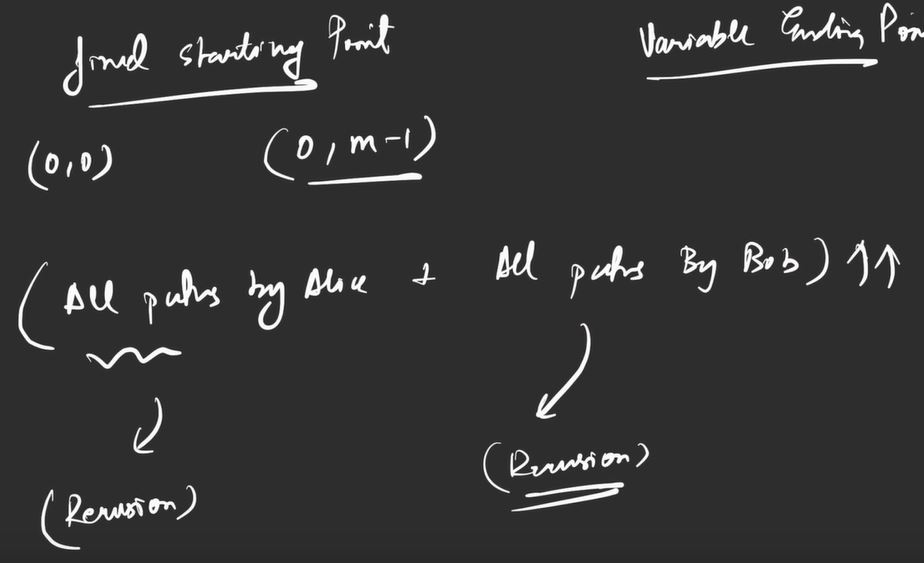 fixed starting Point
Variable Ending Poin
(0,0)
(0, m-1)
(All paths by Alice + All paths By Bob) ↑↑
(Recursion)
(Recursion)